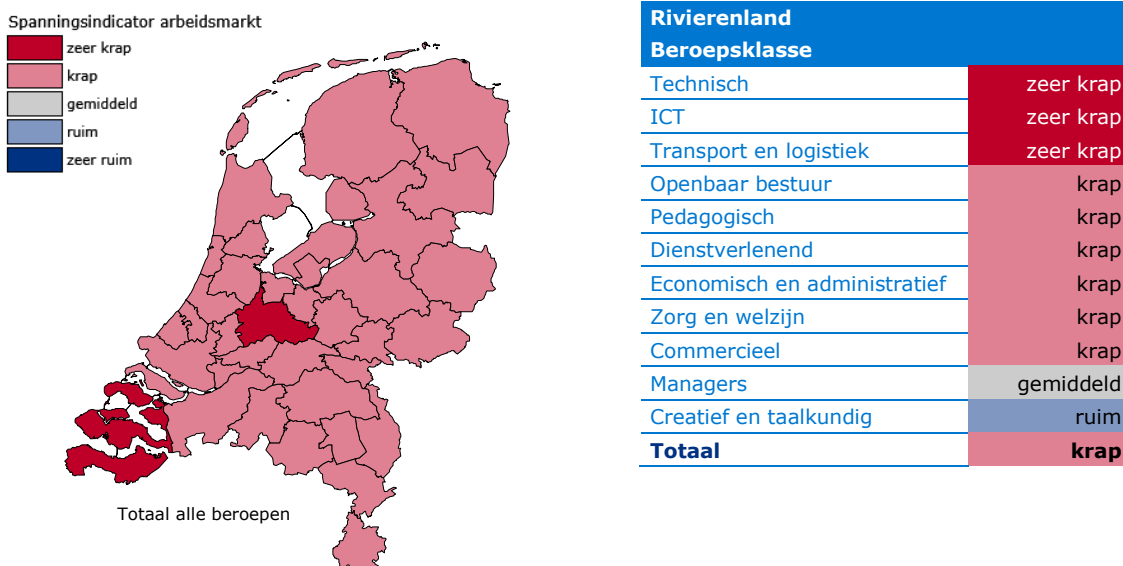 Spanningsindicator arbeidsmarkt
zeer krap
krap
gemiddeld
ruim
zeer ruim
Totaal alle beroepen
Rivierenland
Beroepsklasse
Technisch zeer krap
ICT zeer krap
Transport en logistiek zeer krap
Openbaar bestuur krap
Pedagogisch krap
Dienstverlenend krap
Economisch en administratief krap
Zorg en welzijn krap
Commercieel krap
Managers gemiddeld
Creatief en taalkundig ruim
Totaal krap